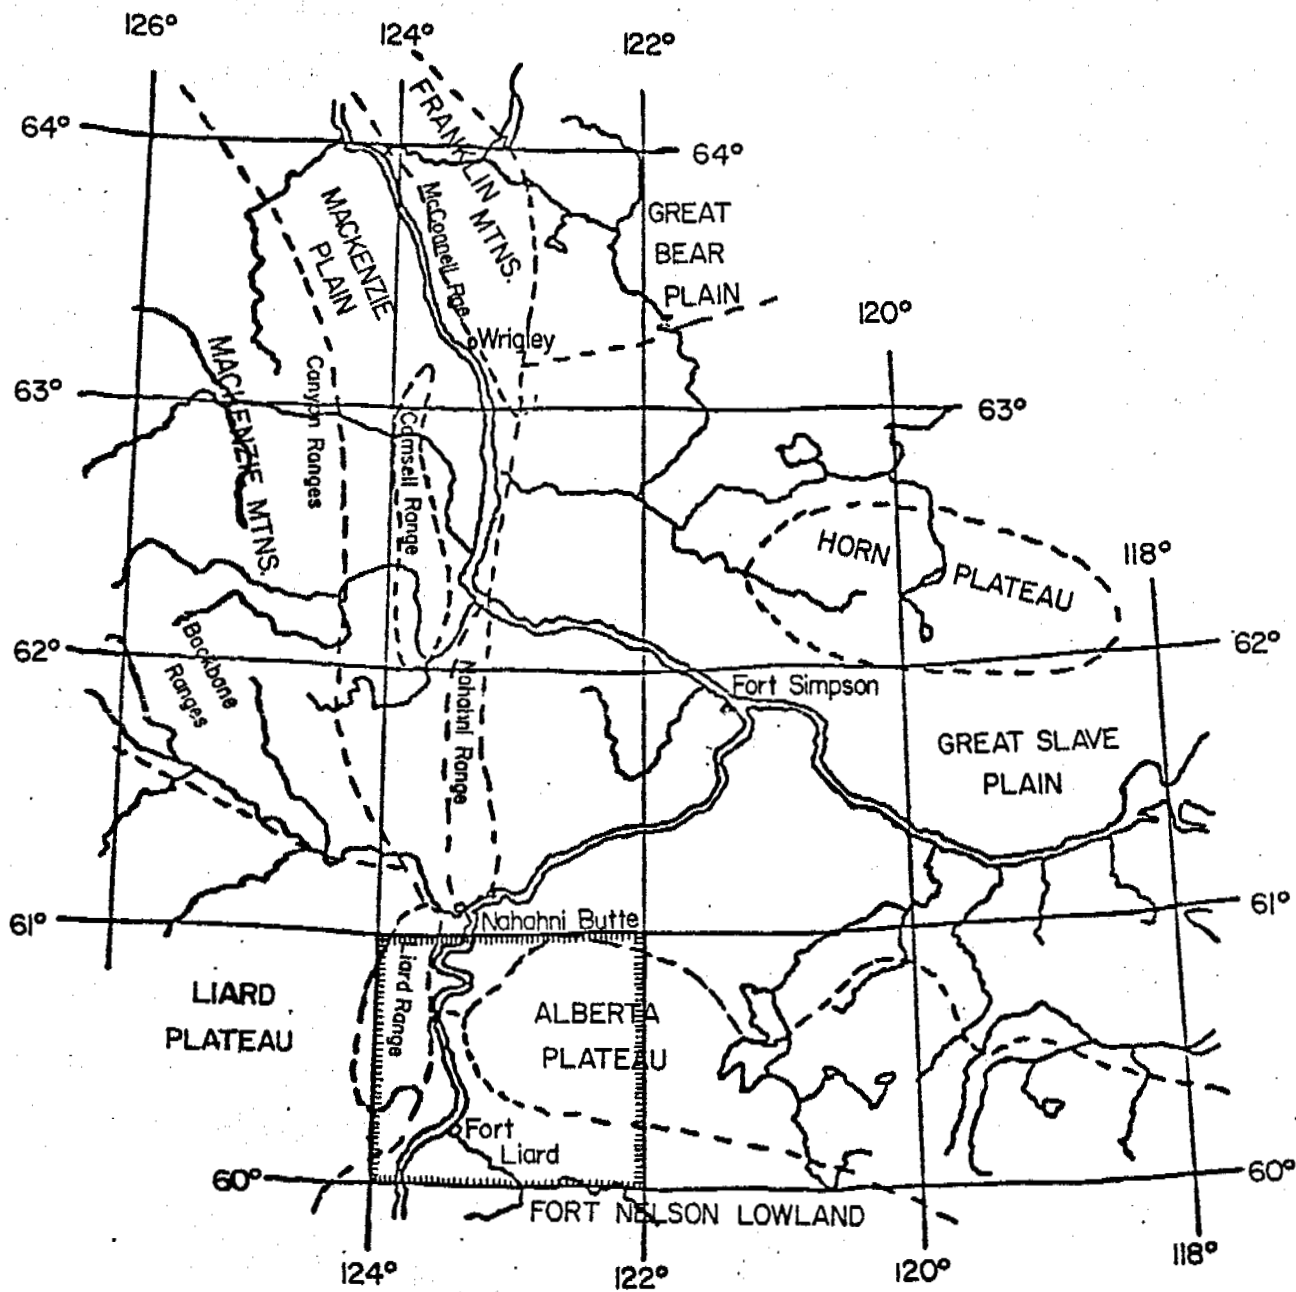 126°
124°
122°
64°
64°
FRANKLIN MTNS.
McConnell Rge.
MACKENZIE
PLAIN
GREAT
BEAR
PLAIN
120°
Wrigley
63°
63°
MACKENZIE MTNS.
Canyon Ranges
Camsell Range
HORN
PLATEAU
118°
62°
62°
Backbone
Ranges
Nahahni Range
Fort Simpson
GREAT SLAVE
PLAIN
61°
61°
Nahahni Butte
LIARD
PLATEAU
Liard Range
ALBERTA
PLATEAU
Fort
Liard
60°
60°
FORT NELSON LOWLAND
124°
122°
120°
118°